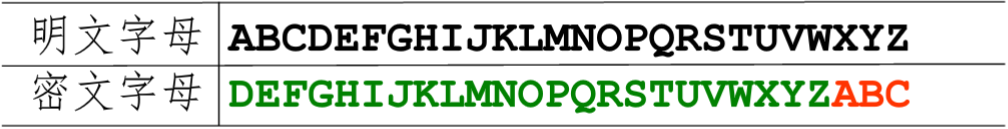 明文字母 ABCDEFGHIJKLMNOPQRSTUVWXYZ
密文字母 DEFGHIJKLMNOPQRSTUVWXYZABC